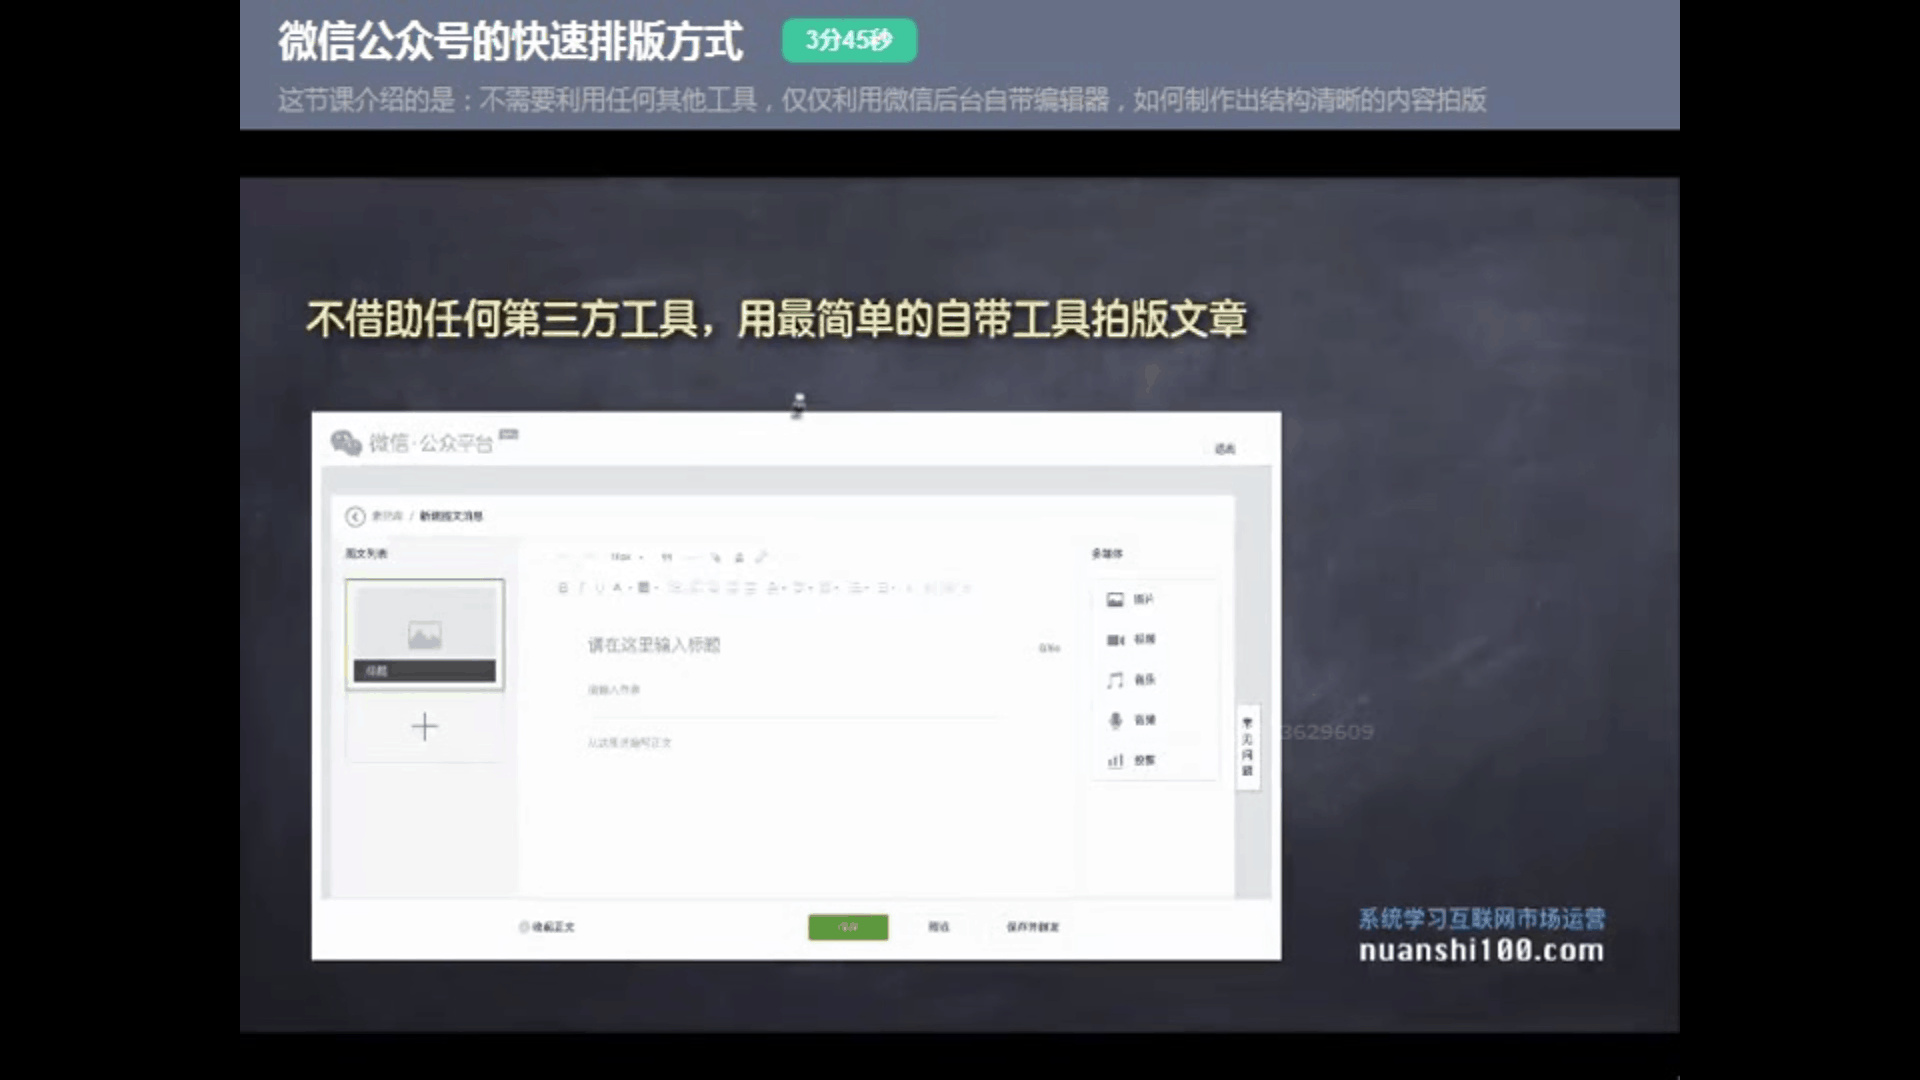 微信公众号的快速排版方式
3分45秒
这节课介绍的是：不需要利用任何其他工具，仅仅利用微信后台自带编辑器，如何制作出结构清晰的内容拍版
不借助任何第三方工具，用最简单的自带工具拍版文章
微信·公众平台
素材库 / 新建图文消息
图文列表
多媒体
标题
请在这里输入标题
请输入作者
从这里开始写正文
图片
视频
音乐
音频
投票
常见问题
3629609
收起正文
保存
预览
保存并群发
系统学习互联网市场运营
nuanshi100.com